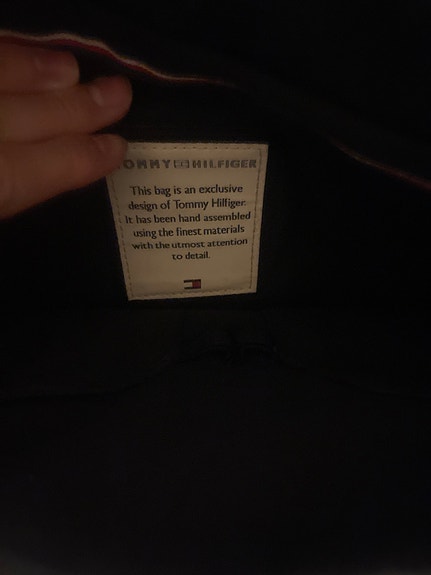 TOMMY HILFIGER
This bag is an exclusive
design of Tommy Hilfiger.
It has been hand assembled
using the finest materials
with the utmost attention
to detail.